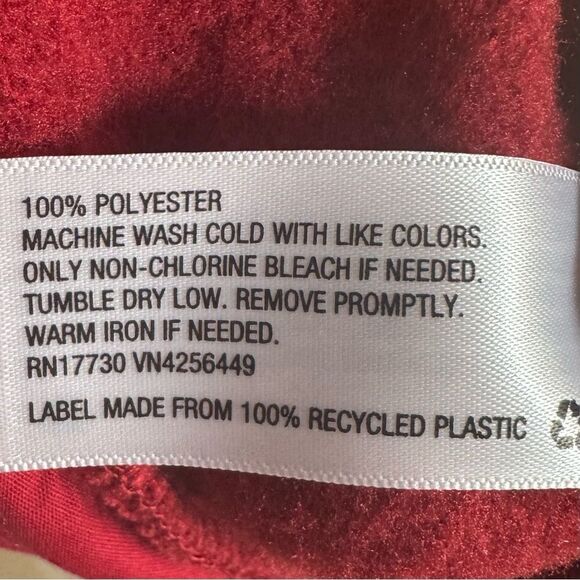 100% POLYESTER
MACHINE WASH COLD WITH LIKE COLORS.
ONLY NON-CHLORINE BLEACH IF NEEDED.
TUMBLE DRY LOW. REMOVE PROMPTLY.
WARM IRON IF NEEDED.
RN17730 VN4256449
LABEL MADE FROM 100% RECYCLED PLASTIC